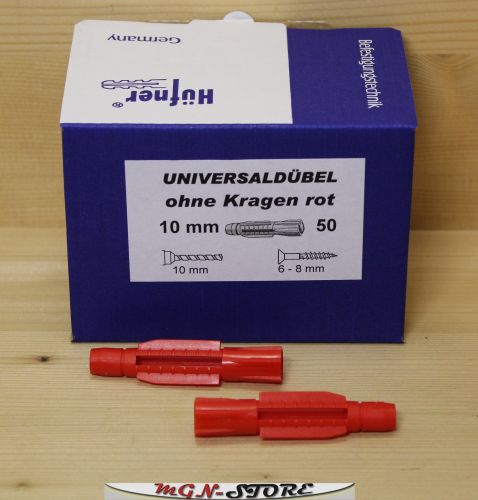 Germany
Hüfner®
Befestigungstechnik
UNIVERSALDÜBEL
ohne Kragen rot
10 mm 50
10 mm 6 - 8 mm
MGN-STORE